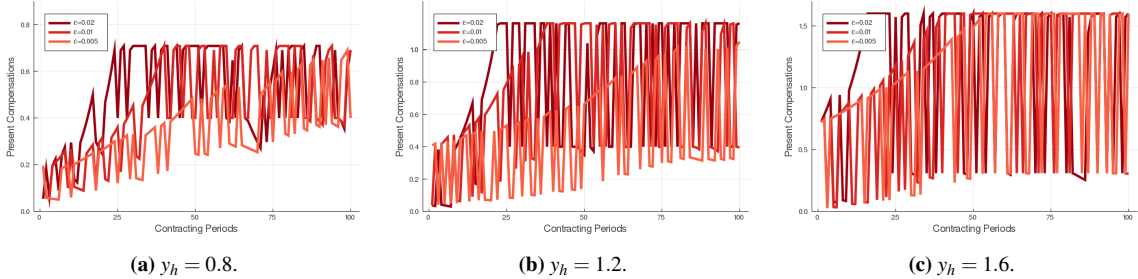 Present Compensations
0.8
0.6
0.4
0.2
0.0
ε=0.02
ε=0.01
ε=0.005
0
25
50
75
100
Contracting Periods
(a) y_h = 0.8.
Present Compensations
1.0
0.8
0.6
0.4
0.2
0.0
ε=0.02
ε=0.01
ε=0.005
0
25
50
75
100
Contracting Periods
(b) y_h = 1.2.
Present Compensations
1.5
1.0
0.5
0.0
ε=0.02
ε=0.01
ε=0.005
0
25
50
75
100
Contracting Periods
(c) y_h = 1.6.